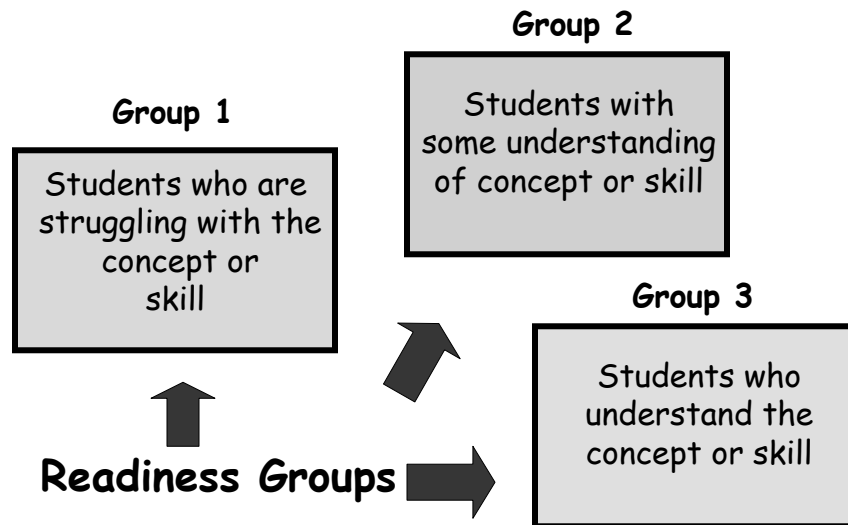 Group 1
Students who are
struggling with the
concept or
skill
Group 2
Students with
some understanding
of concept or skill
Group 3
Students who
understand the
concept or skill
Readiness Groups